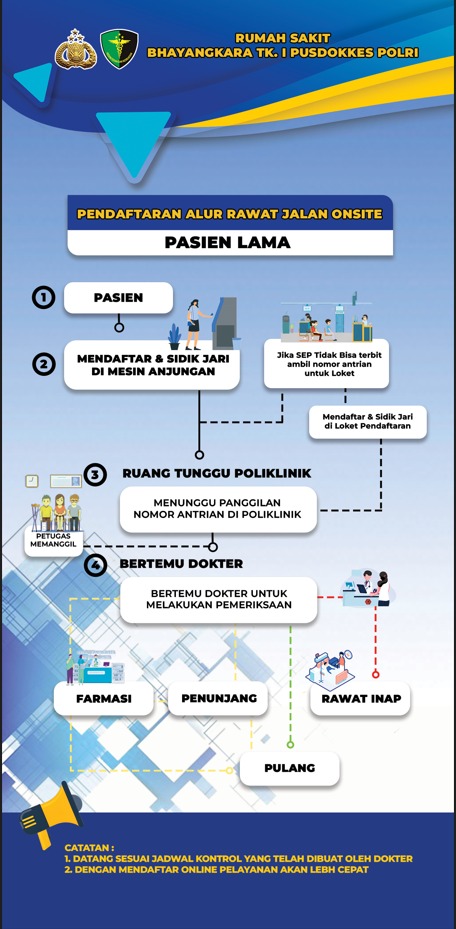 RUMAH SAKIT
BHAYANGKARA TK. I PUSDOKKES POLRI
PENDAFTARAN ALUR RAWAT JALAN ONSITE
PASIEN LAMA
1
PASIEN
2
MENDAFTAR & SIDIK JARI
DI MESIN ANJUNGAN
Jika SEP Tidak Bisa terbit
ambil nomor antrian
untuk Loket
Mendaftar & Sidik Jari
di Loket Pendaftaran
3
RUANG TUNGGU POLIKLINIK
MENUNGGU PANGGILAN
NOMOR ANTRIAN DI POLIKLINIK
PETUGAS
MEMANGGIL
4
BERTEMU DOKTER
BERTEMU DOKTER UNTUK
MELAKUKAN PEMERIKSAAN
FARMASI
PENUNJANG
RAWAT INAP
PULANG
CATATAN :
1. DATANG SESUAI JADWAL KONTROL YANG TELAH DIBUAT OLEH DOKTER
2. DENGAN MENDAFTAR ONLINE PELAYANAN AKAN LEBH CEPAT